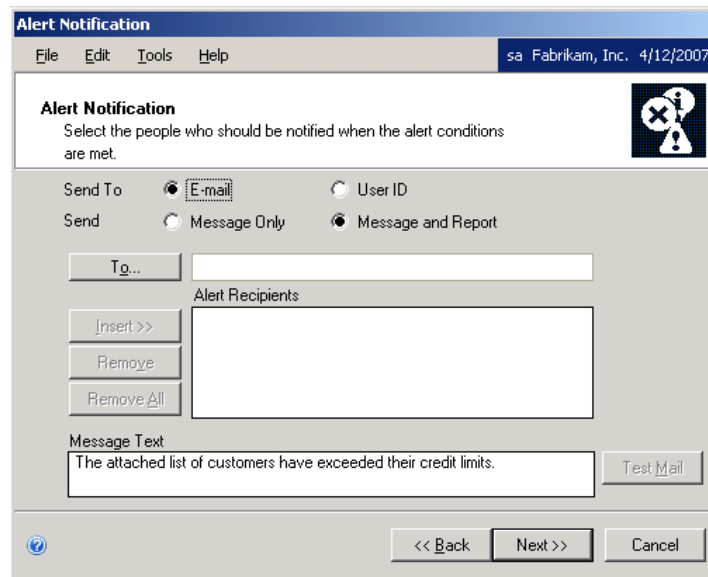 Alert Notification
File Edit Tools Help sa Fabrikam, Inc. 4/12/2007
Alert Notification
Select the people who should be notified when the alert conditions
are met.
Send To E-mail User ID
Send Message Only Message and Report
To...
Alert Recipients
Insert >>
Remove
Remove All
Message Text
The attached list of customers have exceeded their credit limits.
Test Mail
<< Back Next >> Cancel